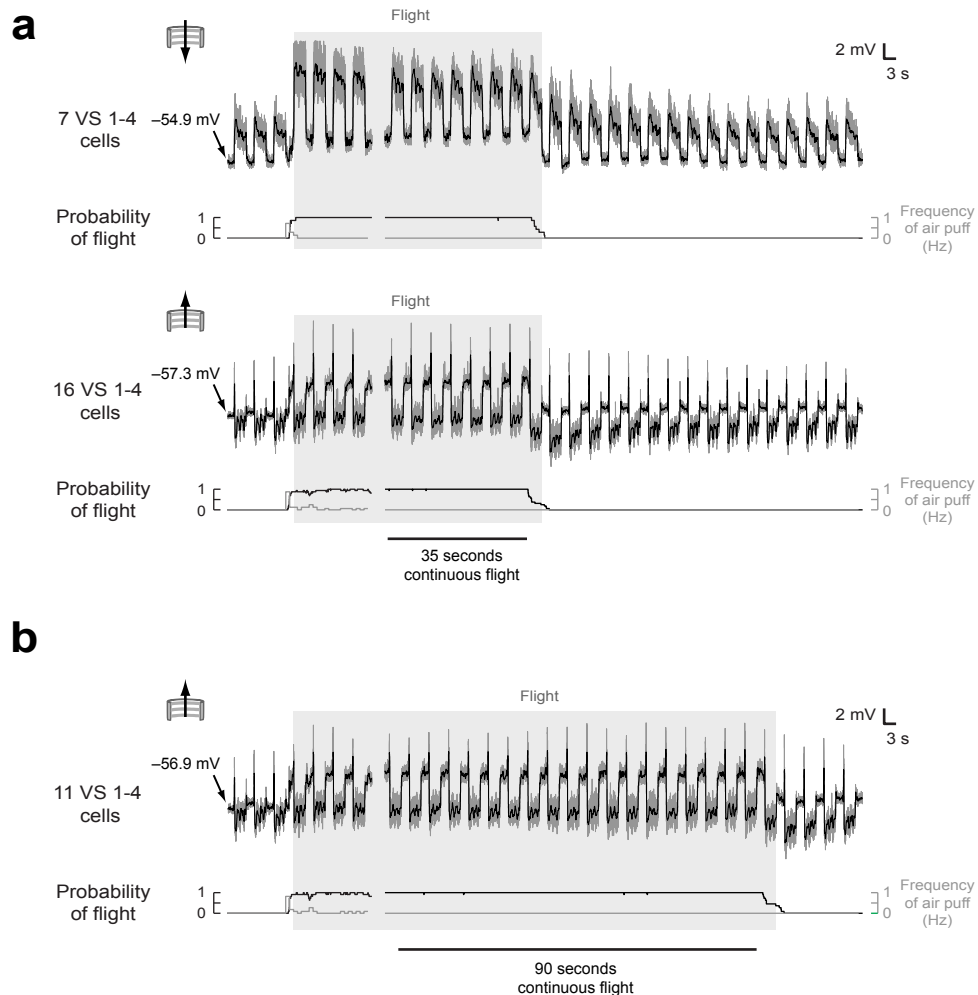 a
Flight
2 mV
3 s
7 VS 1-4
cells
–54.9 mV
Probability
of flight
1
0
1
0
Frequency
of air puff
(Hz)
Flight
16 VS 1-4
cells
–57.3 mV
Probability
of flight
1
0
1
0
Frequency
of air puff
(Hz)
35 seconds
continuous flight
b
Flight
2 mV
3 s
11 VS 1-4
cells
–56.9 mV
Probability
of flight
1
0
1
0
Frequency
of air puff
(Hz)
90 seconds
continuous flight